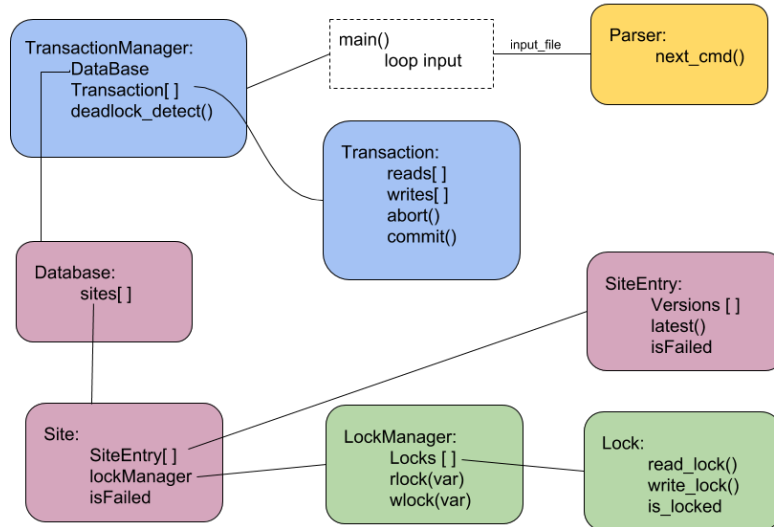 TransactionManager:
DataBase
Transaction[ ]
deadlock_detect()
main()
loop input
input_file
Parser:
next_cmd()
Transaction:
reads[ ]
writes[ ]
abort()
commit()
Database:
sites[ ]
SiteEntry:
Versions [ ]
latest()
isFailed
Site:
SiteEntry[ ]
lockManager
isFailed
LockManager:
Locks [ ]
rlock(var)
wlock(var)
Lock:
read_lock()
write_lock()
is_locked